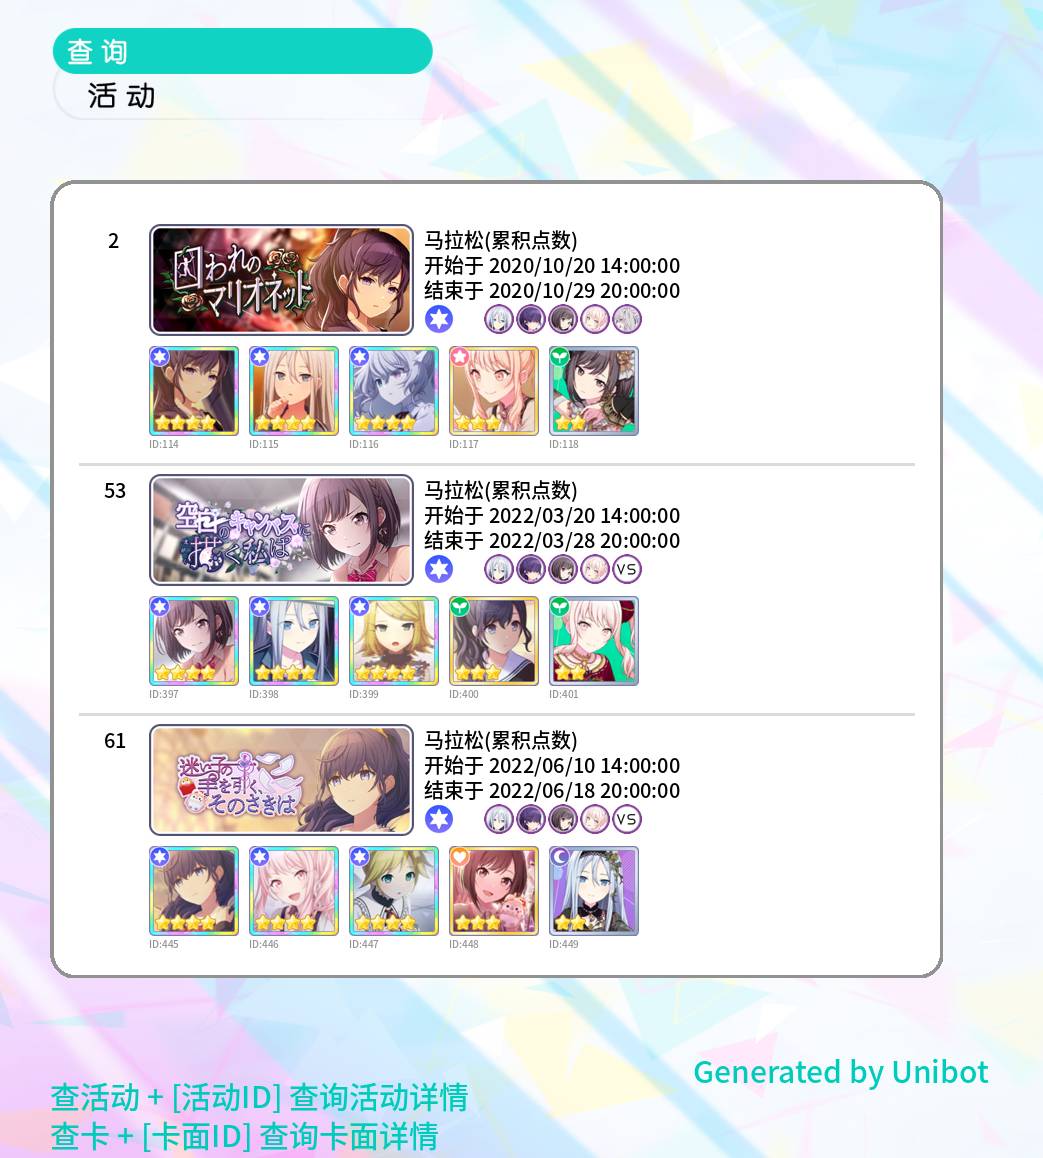 查询
活动
2
囚われの
マリオネット
马拉松(累积点数)
开始于 2020/10/20 14:00:00
结束于 2020/10/29 20:00:00
ID:114
ID:115
ID:116
ID:117
ID:118
53
空白のキャンバスに
描く私は
马拉松(累积点数)
开始于 2022/03/20 14:00:00
结束于 2022/03/28 20:00:00
VS
ID:397
ID:398
ID:399
ID:400
ID:401
61
迷い子の
手を引く、
そのさきは
马拉松(累积点数)
开始于 2022/06/10 14:00:00
结束于 2022/06/18 20:00:00
VS
ID:445
ID:446
ID:447
ID:448
ID:449
Generated by Unibot
查活动 + [活动ID] 查询活动详情
查卡 + [卡面ID] 查询卡面详情